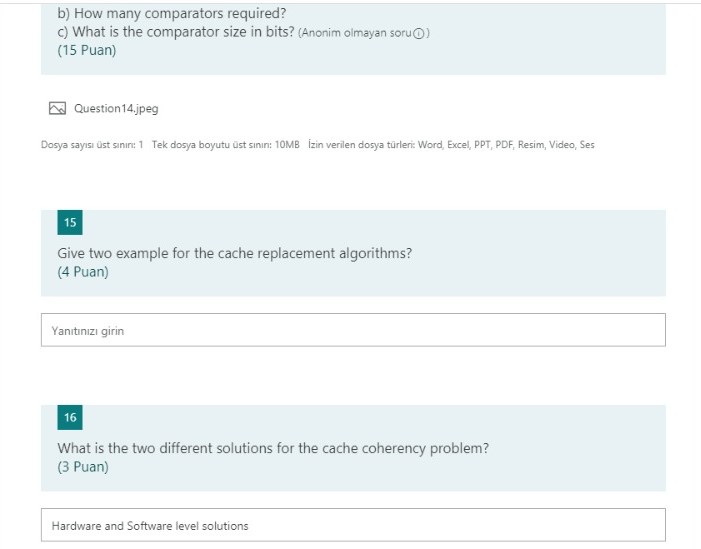 b) How many comparators required?
c) What is the comparator size in bits? (Anonim olmayan soru)
(15 Puan)
Question14.jpeg
Dosya sayısı üst sınırı: 1 Tek dosya boyutu üst sınırı: 10MB İzin verilen dosya türleri: Word, Excel, PPT, PDF, Resim, Video, Ses
15
Give two example for the cache replacement algorithms?
(4 Puan)
Yanıtınızı girin
16
What is the two different solutions for the cache coherency problem?
(3 Puan)
Hardware and Software level solutions